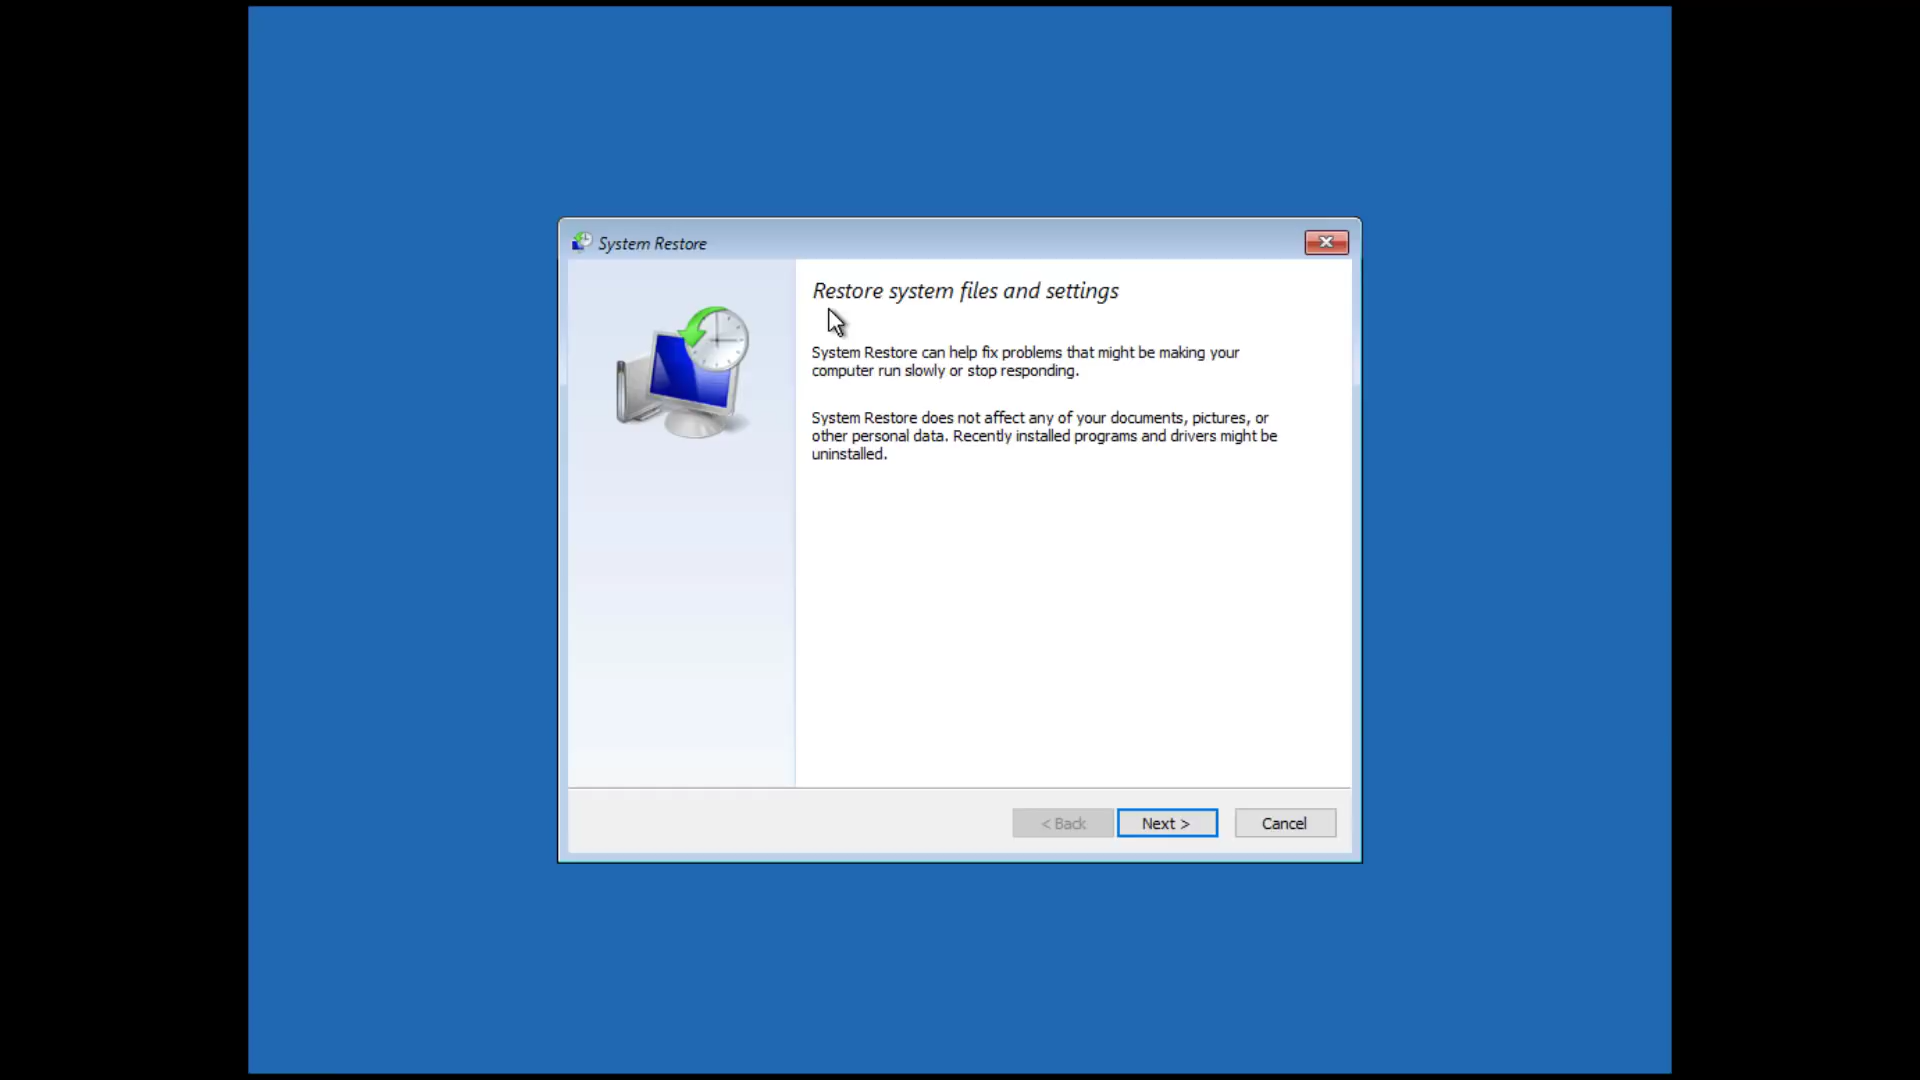 System Restore
Restore system files and settings
System Restore can help fix problems that might be making your
computer run slowly or stop responding.
System Restore does not affect any of your documents, pictures, or
other personal data. Recently installed programs and drivers might be
uninstalled.
< Back
Next >
Cancel